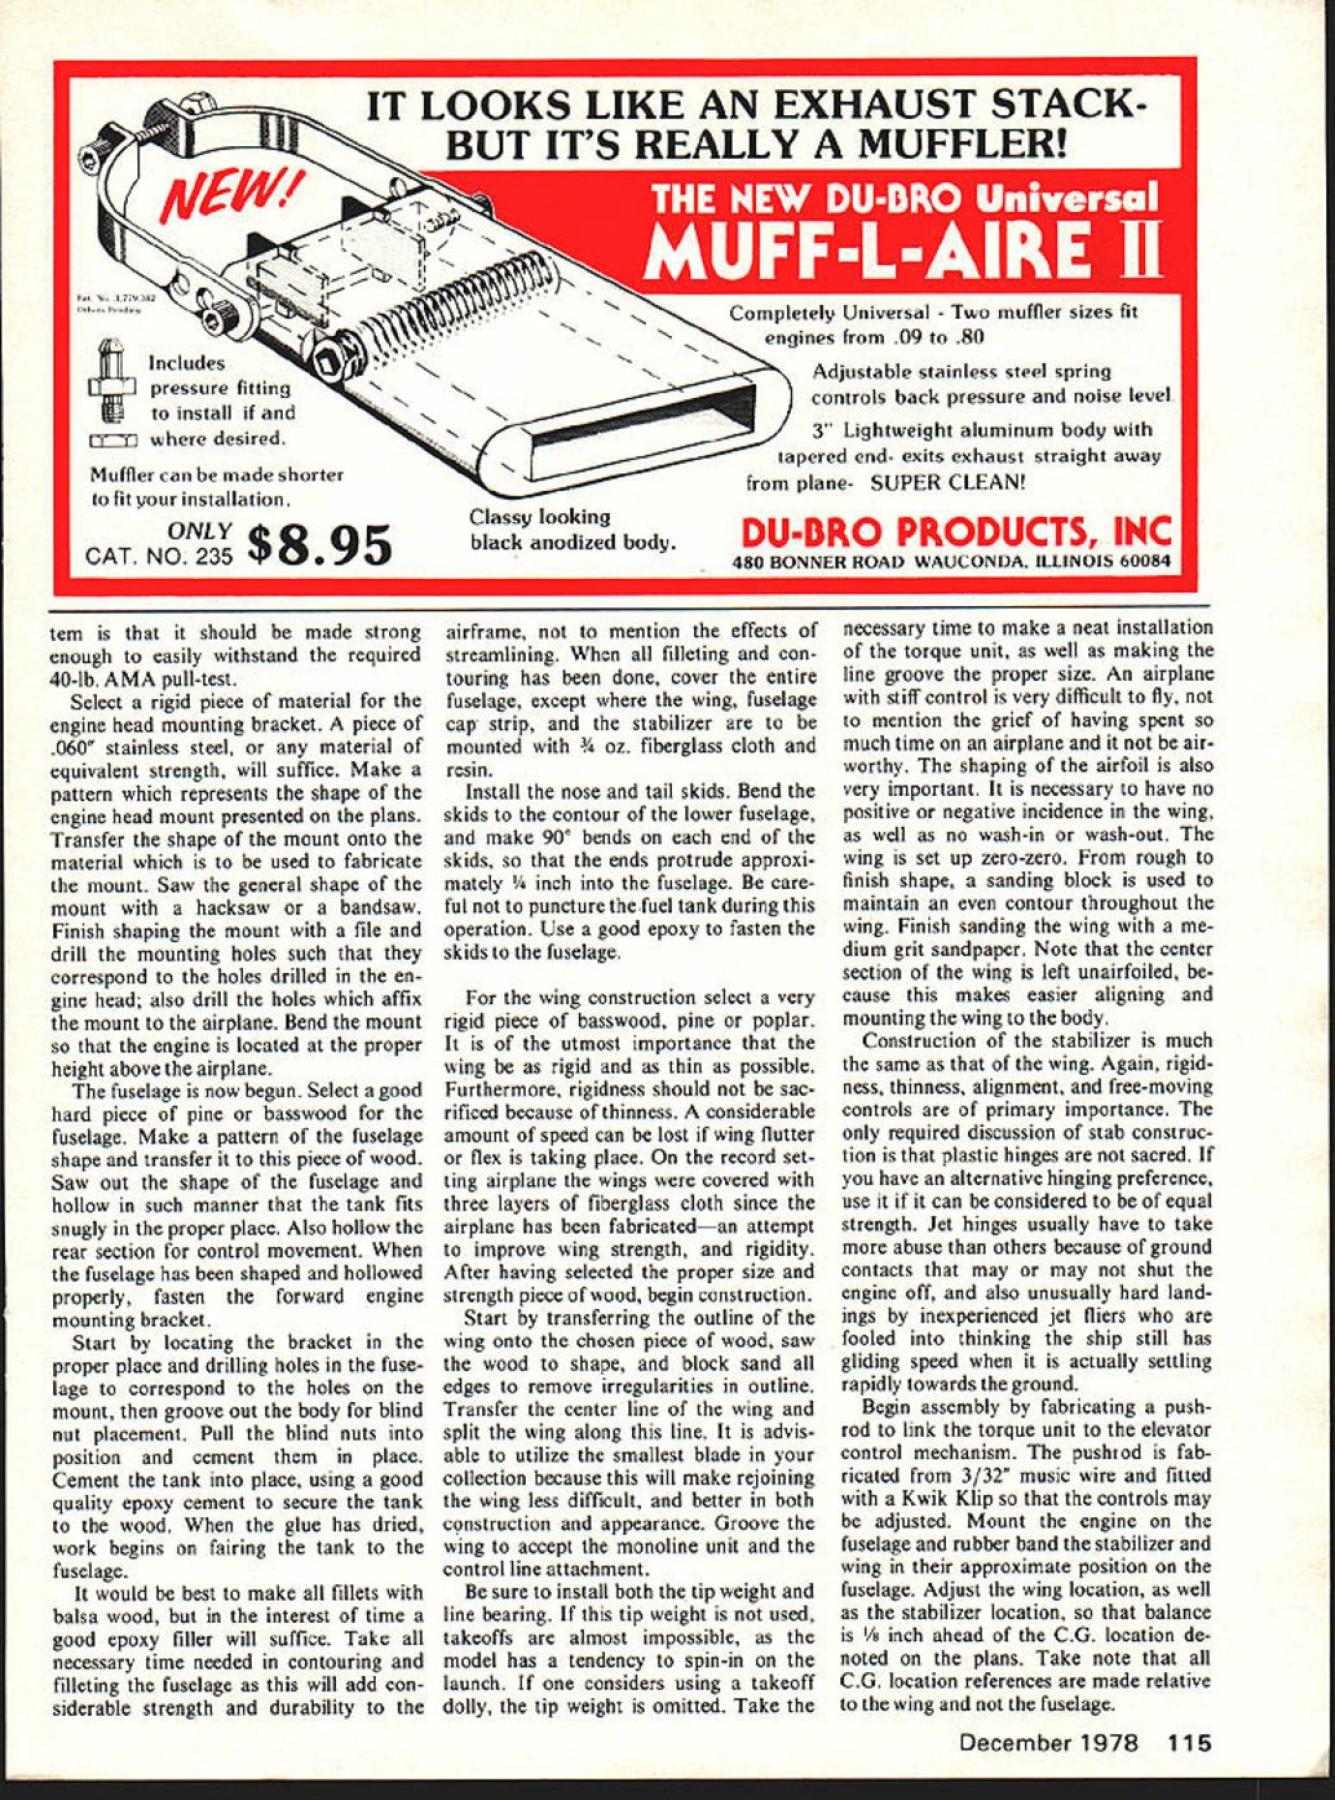 IT LOOKS LIKE AN EXHAUST STACK-
BUT IT'S REALLY A MUFFLER!
NEW!
THE NEW DU-BRO Universal
MUFF-L-AIRE II
Pat. No. 3,779,342
Others Pending
Completely Universal - Two muffler sizes fit
engines from .09 to .80
Adjustable stainless steel spring
controls back pressure and noise level
3" Lightweight aluminum body with
tapered end- exits exhaust straight away
from plane- SUPER CLEAN!
Includes
pressure fitting
to install if and
where desired.
Muffler can be made shorter
to fit your installation.
ONLY
CAT. NO. 235 $8.95
Classy looking
black anodized body.
DU-BRO PRODUCTS, INC
480 BONNER ROAD WAUCONDA, ILLINOIS 60084
tem is that it should be made strong
enough to easily withstand the required
40-lb. AMA pull-test.
Select a rigid piece of material for the
engine head mounting bracket. A piece of
.060" stainless steel, or any material of
equivalent strength, will suffice. Make a
pattern which represents the shape of the
engine head mount presented on the plans.
Transfer the shape of the mount onto the
material which is to be used to fabricate
the mount. Saw the general shape of the
mount with a hacksaw or a bandsaw.
Finish shaping the mount with a file and
drill the mounting holes such that they
correspond to the holes drilled in the en-
gine head; also drill the holes which affix
the mount to the airplane. Bend the mount
so that the engine is located at the proper
height above the airplane.
The fuselage is now begun. Select a good
hard piece of pine or basswood for the
fuselage. Make a pattern of the fuselage
shape and transfer it to this piece of wood.
Saw out the shape of the fuselage and
hollow in such manner that the tank fits
snugly in the proper place. Also hollow the
rear section for control movement. When
the fuselage has been shaped and hollowed
properly, fasten the forward engine
mounting bracket.
Start by locating the bracket in the
proper place and drilling holes in the fuse-
lage to correspond to the holes on the
mount, then groove out the body for blind
nut placement. Pull the blind nuts into
position and cement them in place.
Cement the tank into place, using a good
quality epoxy cement to secure the tank
to the wood. When the glue has dried,
work begins on fairing the tank to the
fuselage.
It would be best to make all fillets with
balsa wood, but in the interest of time a
good epoxy filler will suffice. Take all
necessary time needed in contouring and
filleting the fuselage as this will add con-
siderable strength and durability to the
airframe, not to mention the effects of
streamlining. When all filleting and con-
touring has been done, cover the entire
fuselage, except where the wing, fuselage
cap strip, and the stabilizer are to be
mounted with ¾ oz. fiberglass cloth and
resin.
Install the nose and tail skids. Bend the
skids to the contour of the lower fuselage,
and make 90° bends on each end of the
skids, so that the ends protrude approxi-
mately ¼ inch into the fuselage. Be care-
ful not to puncture the fuel tank during this
operation. Use a good epoxy to fasten the
skids to the fuselage.
For the wing construction select a very
rigid piece of basswood, pine or poplar.
It is of the utmost importance that the
wing be as rigid and as thin as possible.
Furthermore, rigidness should not be sac-
rificed because of thinness. A considerable
amount of speed can be lost if wing flutter
or flex is taking place. On the record set-
ting airplane the wings were covered with
three layers of fiberglass cloth since the
airplane has been fabricated—an attempt
to improve wing strength, and rigidity.
After having selected the proper size and
strength piece of wood, begin construction.
Start by transferring the outline of the
wing onto the chosen piece of wood, saw
the wood to shape, and block sand all
edges to remove irregularities in outline.
Transfer the center line of the wing and
split the wing along this line. It is advis-
able to utilize the smallest blade in your
collection because this will make rejoining
the wing less difficult, and better in both
construction and appearance. Groove the
wing to accept the monoline unit and the
control line attachment.
Be sure to install both the tip weight and
line bearing. If this tip weight is not used,
takeoffs are almost impossible, as the
model has a tendency to spin-in on the
launch. If one considers using a takeoff
dolly, the tip weight is omitted. Take the
necessary time to make a neat installation
of the torque unit, as well as making the
line groove the proper size. An airplane
with stiff control is very difficult to fly, not
to mention the grief of having spent so
much time on an airplane and it not be air-
worthy. The shaping of the airfoil is also
very important. It is necessary to have no
positive or negative incidence in the wing,
as well as no wash-in or wash-out. The
wing is set up zero-zero. From rough to
finish shape, a sanding block is used to
maintain an even contour throughout the
wing. Finish sanding the wing with a me-
dium grit sandpaper. Note that the center
section of the wing is left unairfoiled, be-
cause this makes easier aligning and
mounting the wing to the body.
Construction of the stabilizer is much
the same as that of the wing. Again, rigid-
ness, thinness, alignment, and free-moving
controls are of primary importance. The
only required discussion of stab construc-
tion is that plastic hinges are not sacred. If
you have an alternative hinging preference,
use it if it can be considered to be of equal
strength. Jet hinges usually have to take
more abuse than others because of ground
contacts that may or may not shut the
engine off, and also unusually hard land-
ings by inexperienced jet fliers who are
fooled into thinking the ship still has
gliding speed when it is actually settling
rapidly towards the ground.
Begin assembly by fabricating a push-
rod to link the torque unit to the elevator
control mechanism. The pushrod is fab-
ricated from 3/32" music wire and fitted
with a Kwik Klip so that the controls may
be adjusted. Mount the engine on the
fuselage and rubber band the stabilizer and
wing in their approximate position on the
fuselage. Adjust the wing location, as well
as the stabilizer location, so that balance
is ⅛ inch ahead of the C.G. location de-
noted on the plans. Take note that all
C.G. location references are made relative
to the wing and not the fuselage.
December 1978 115